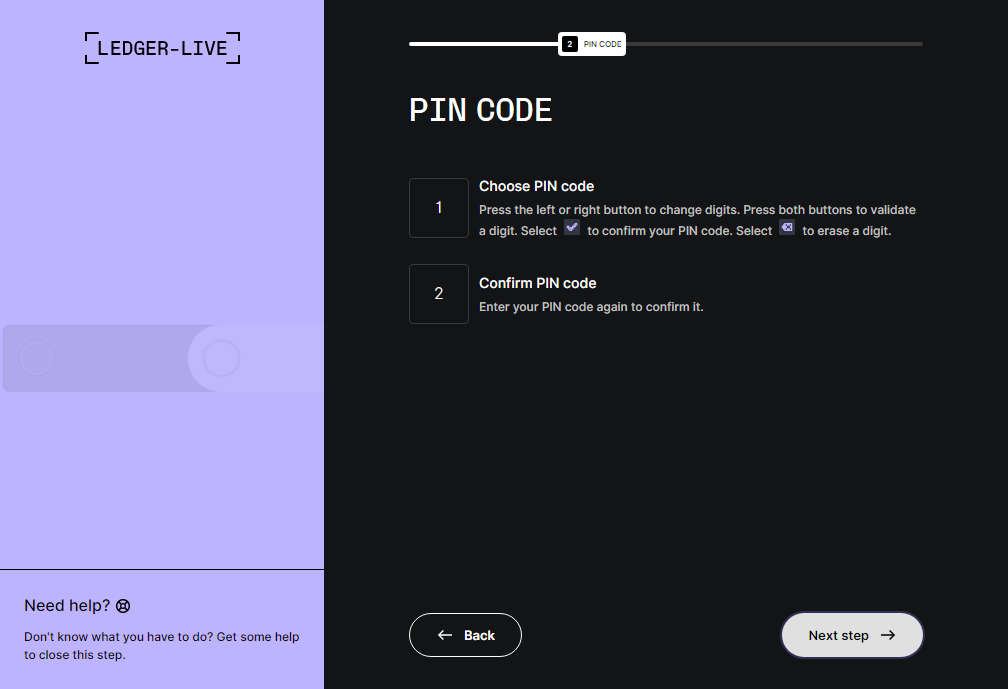 LEDGER-LIVE
2 PIN CODE
PIN CODE
1
Choose PIN code
Press the left or right button to change digits. Press both buttons to validate
a digit. Select to confirm your PIN code. Select to erase a digit.
2
Confirm PIN code
Enter your PIN code again to confirm it.
Need help?
Don't know what you have to do? Get some help
to close this step.
Back
Next step